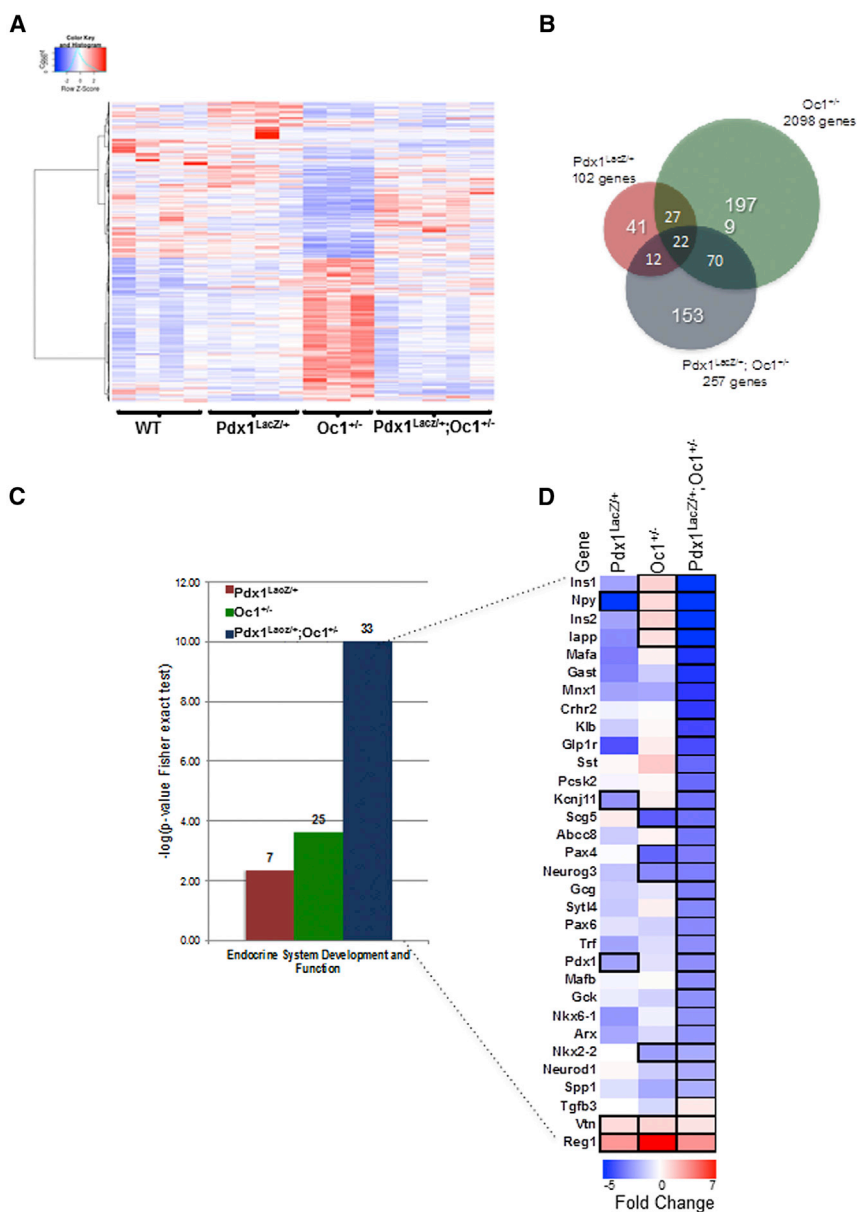 A
Color Key
and Histogram
Count
-2 0 2
Row Z-Score
WT
Pdx1LacZ/+
Oc1+/-
Pdx1LacZ/+;Oc1+/-
B
Oc1+/-
2098 genes
Pdx1LacZ/+
102 genes
197
9
41
27
22
12
70
153
Pdx1LacZ/+; Oc1+/-
257 genes
C
12.00
10.00
8.00
6.00
4.00
2.00
0.00
-log(p-value Fisher exact test)
Pdx1LacZ/+
Oc1+/-
Pdx1LacZ/+;Oc1+/-
7
25
33
Endocrine System Development and
Function
D
Gene
Pdx1LacZ/+
Oc1+/-
Pdx1LacZ/+;Oc1+/-
Ins1
Npy
Ins2
Iapp
Mafa
Gast
Mnx1
Crhr2
Klb
Glp1r
Sst
Pcsk2
Kcnj11
Scg5
Abcc8
Pax4
Neurog3
Gcg
Sytl4
Pax6
Trf
Pdx1
Mafb
Gck
Nkx6-1
Arx
Nkx2-2
Neurod1
Spp1
Tgfb3
Vtn
Reg1
-5 0 7
Fold Change